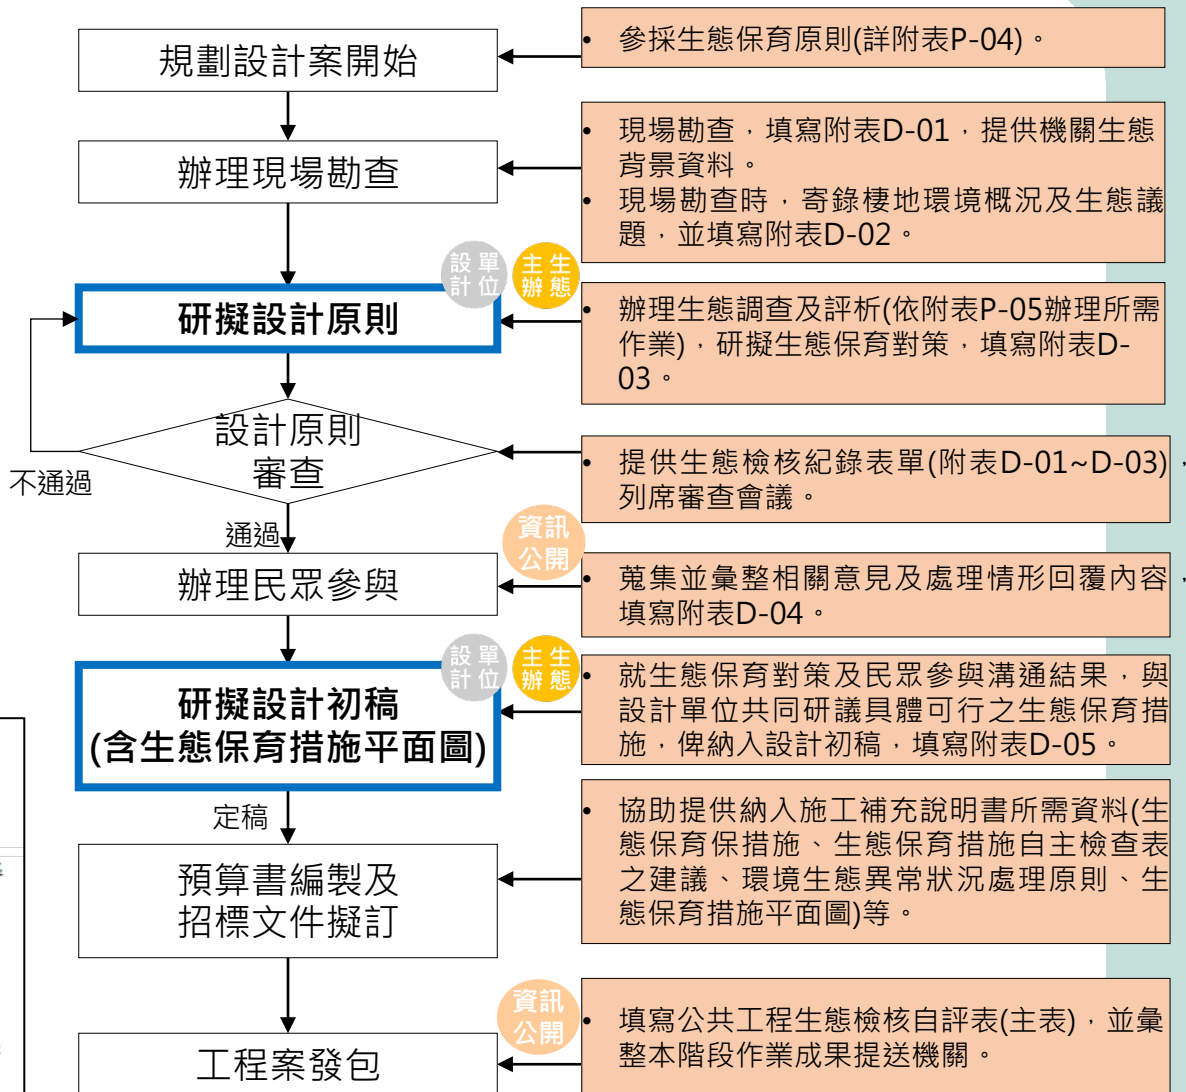 規劃設計案開始
• 參採生態保育原則(詳附表P-04)。
辦理現場勘查
• 現場勘查，填寫附表D-01，提供機關生態
背景資料。
• 現場勘查時，寄錄棲地環境概況及生態議
題，並填寫附表D-02。
設單
計位
主生
辦態
研擬設計原則
• 辦理生態調查及評析(依附表P-05辦理所需
作業)，研擬生態保育對策，填寫附表D-
03。
設計原則
審查
不通過
• 提供生態檢核紀錄表單(附表D-01~D-03)，
列席審查會議。
通過
資訊
公開
辦理民眾參與
• 蒐集並彙整相關意見及處理情形回覆內容，
填寫附表D-04。
設單
計位
主生
辦態
研擬設計初稿
(含生態保育措施平面圖)
• 就生態保育對策及民眾參與溝通結果，與
設計單位共同研議具體可行之生態保育措
施，俾納入設計初稿，填寫附表D-05。
定稿
預算書編製及
招標文件擬訂
• 協助提供納入施工補充說明書所需資料(生
態保育保措施、生態保育措施自主檢查表
之建議、環境生態異常狀況處理原則、生
態保育措施平面圖)等。
資訊
公開
工程案發包
• 填寫公共工程生態檢核自評表(主表)，並彙
整本階段作業成果提送機關。